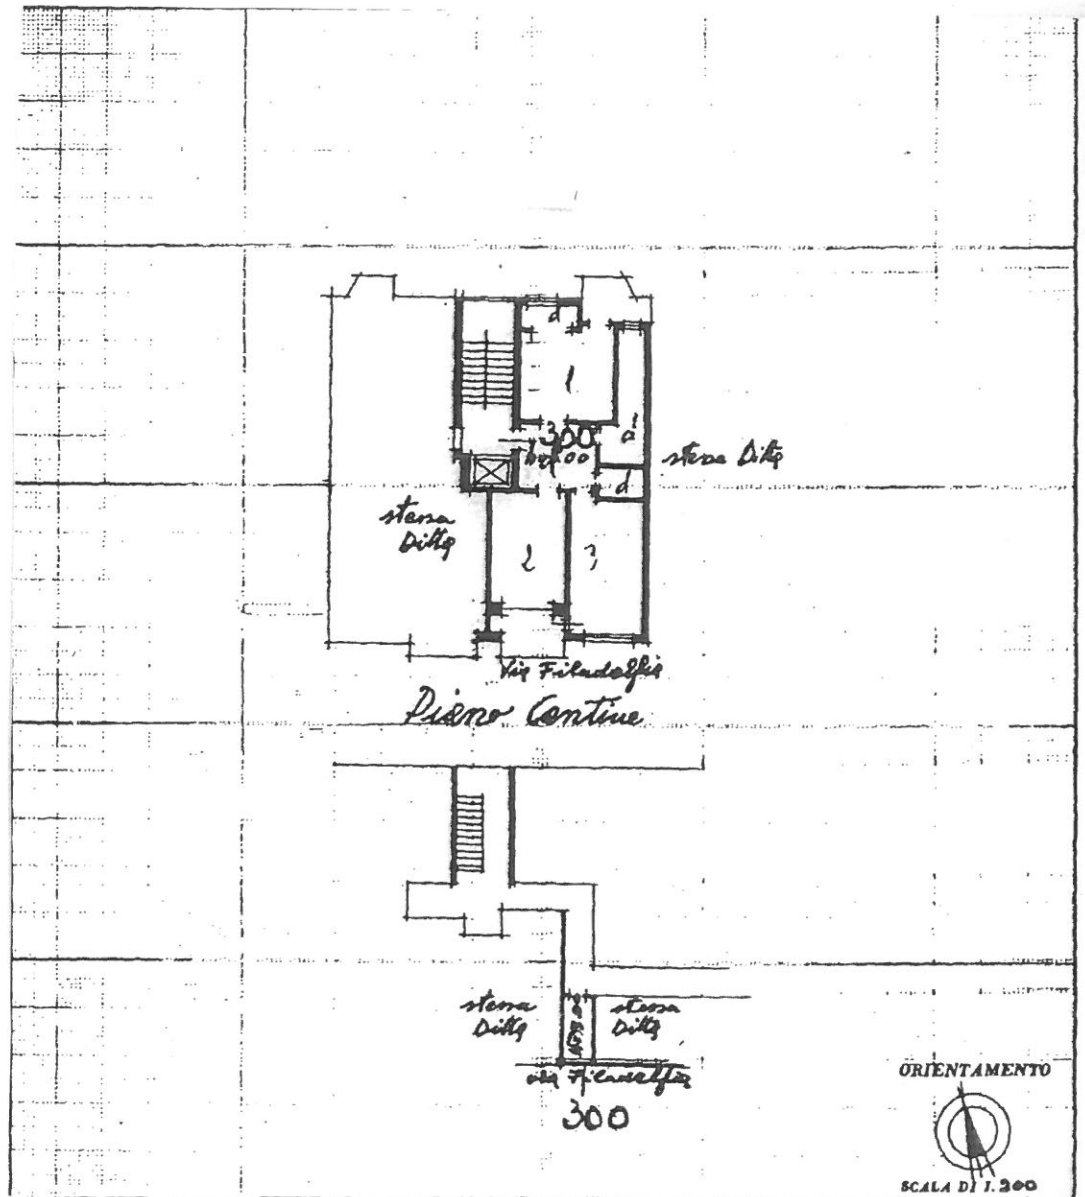 d
1
300
d
stessa Ditta
d
stessa
Ditta
2
3
Via Filadelfia
Piano Cantine
stessa
Ditta
stessa
Ditta
via Filadelfia
300
ORIENTAMENTO
SCALA DI 1:200